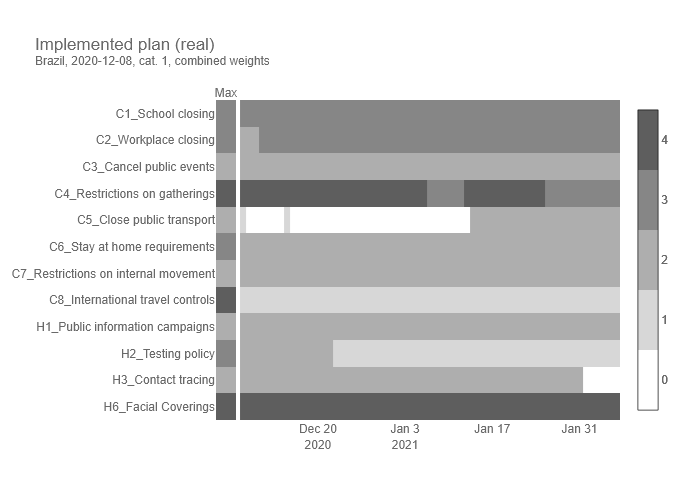 Implemented plan (real)
Brazil, 2020-12-08, cat. 1, combined weights
Max
C1_School closing
C2_Workplace closing
C3_Cancel public events
C4_Restrictions on gatherings
C5_Close public transport
C6_Stay at home requirements
C7_Restrictions on internal movement
C8_International travel controls
H1_Public information campaigns
H2_Testing policy
H3_Contact tracing
H6_Facial Coverings
Dec 20 Jan 3 Jan 17 Jan 31
2020 2021
4
3
2
1
0